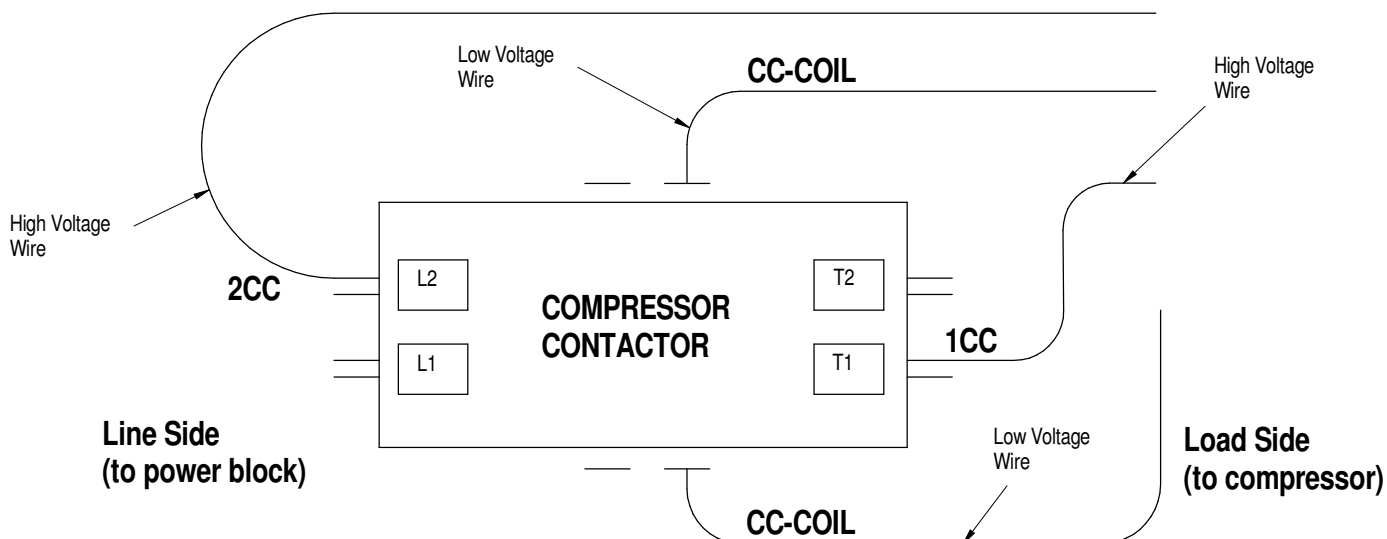 Low Voltage
Wire
CC-COIL
High Voltage
Wire
High Voltage
Wire
2CC
L2
T2
COMPRESSOR
CONTACTOR
L1
T1
1CC
Line Side
(to power block)
Low Voltage
Wire
Load Side
(to compressor)
CC-COIL